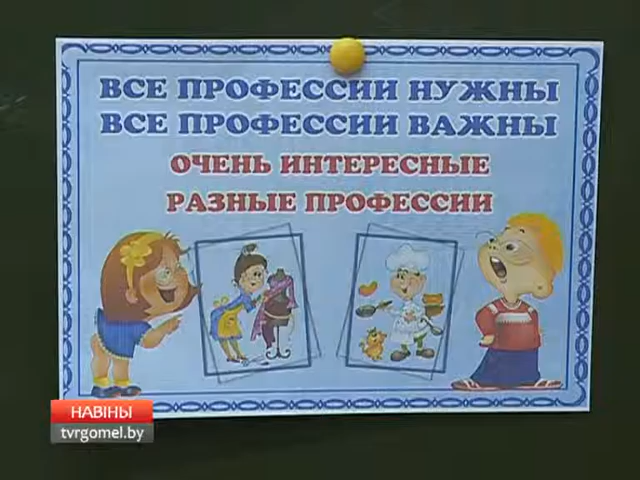 ВСЕ ПРОФЕССИИ НУЖНЫ
ВСЕ ПРОФЕССИИ ВАЖНЫ
ОЧЕНЬ ИНТЕРЕСНЫЕ
РАЗНЫЕ ПРОФЕССИИ
НАВІНЫ
tvrgomel.by